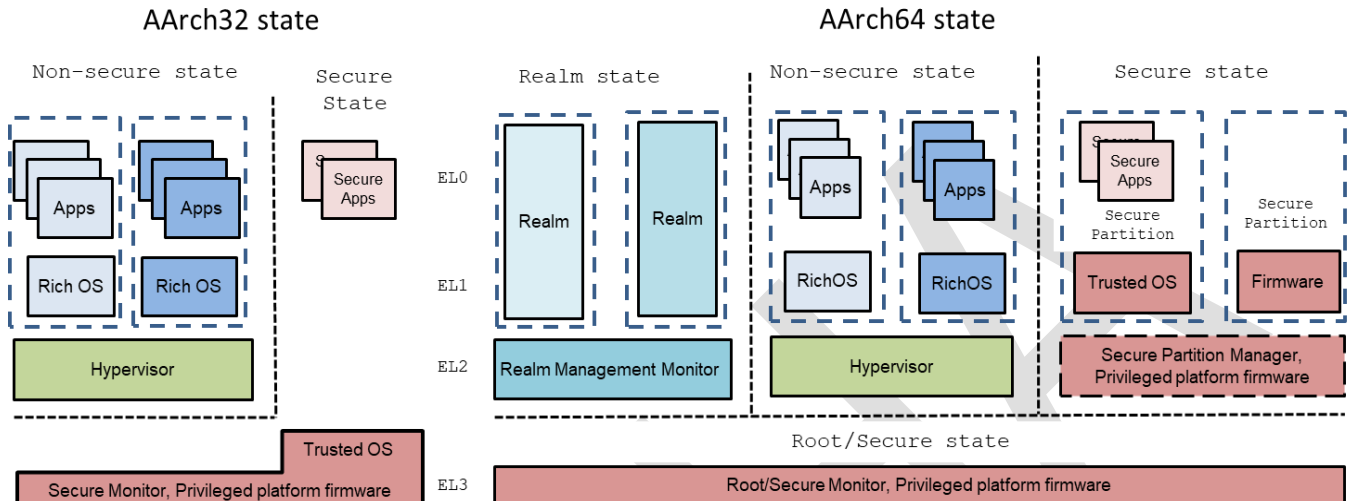 AArch32 state
AArch64 state
Non-secure state
Secure
State
Realm state
Non-secure state
Secure state
Apps
Apps
Secure
Apps
EL0
Realm
Realm
Apps
Apps
Secure
Apps
Secure
Partition
Secure
Partition
Rich OS
Rich OS
EL1
RichOS
RichOS
Trusted OS
Firmware
Hypervisor
EL2
Realm Management Monitor
Hypervisor
Secure Partition Manager,
Privileged platform firmware
Root/Secure state
Trusted OS
Secure Monitor, Privileged platform firmware
EL3
Root/Secure Monitor, Privileged platform firmware